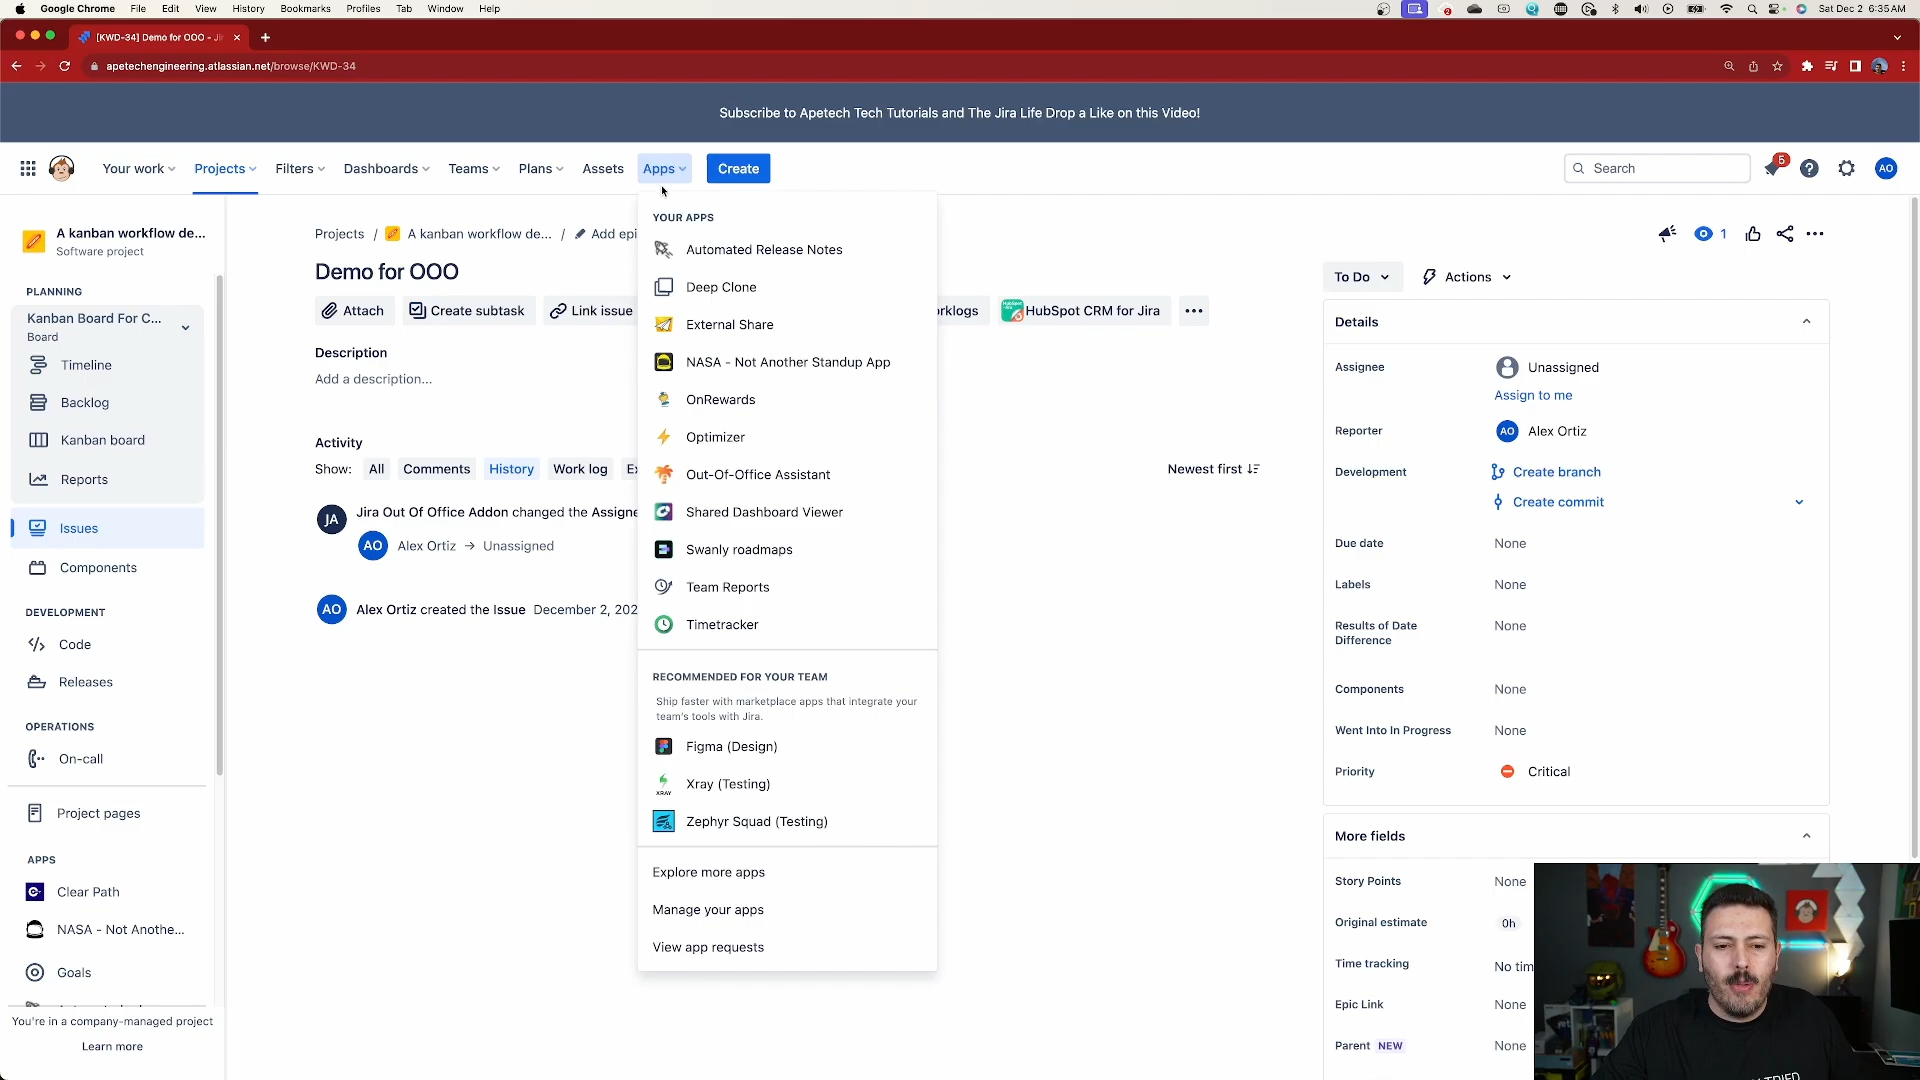 Google Chrome File Edit View History Bookmarks Profiles Tab Window Help
2
Sat Dec 2 6:35 AM
[KWD-34] Demo for OOO - Ji
apetechengineering.atlassian.net/browse/KWD-34
Subscribe to Apetech Tech Tutorials and The Jira Life Drop a Like on this Video!
Your work Projects Filters Dashboards Teams Plans Assets Apps Create
Search
5
AO
A kanban workflow de...
Software project
PLANNING
Kanban Board For C...
Board
Timeline
Backlog
Kanban board
Reports
Issues
Components
DEVELOPMENT
Code
Releases
OPERATIONS
On-call
Project pages
APPS
Clear Path
NASA - Not Anothe...
Goals
You're in a company-managed project
Learn more
Projects / A kanban workflow de... / Add epi
1
Demo for OOO
Attach Create subtask Link issue
rklogs HubSpot CRM for Jira
Description
Add a description...
Activity
Show: All Comments History Work log
Newest first
JA Jira Out Of Office Addon changed the Assigne
AO Alex Ortiz → Unassigned
AO Alex Ortiz created the Issue December 2, 202
YOUR APPS
Automated Release Notes
Deep Clone
External Share
NASA - Not Another Standup App
OnRewards
Optimizer
Out-Of-Office Assistant
Shared Dashboard Viewer
Swanly roadmaps
Team Reports
Timetracker
RECOMMENDED FOR YOUR TEAM
Ship faster with marketplace apps that integrate your
team's tools with Jira.
Figma (Design)
XRAY Xray (Testing)
Zephyr Squad (Testing)
Explore more apps
Manage your apps
View app requests
To Do Actions
Details
Assignee Unassigned
Assign to me
Reporter AO Alex Ortiz
Development Create branch
Create commit
Due date None
Labels None
Results of Date
Difference
None
Components None
Went Into In Progress None
Priority Critical
More fields
Story Points None
Original estimate 0h
Time tracking No tim
Epic Link None
Parent NEW None